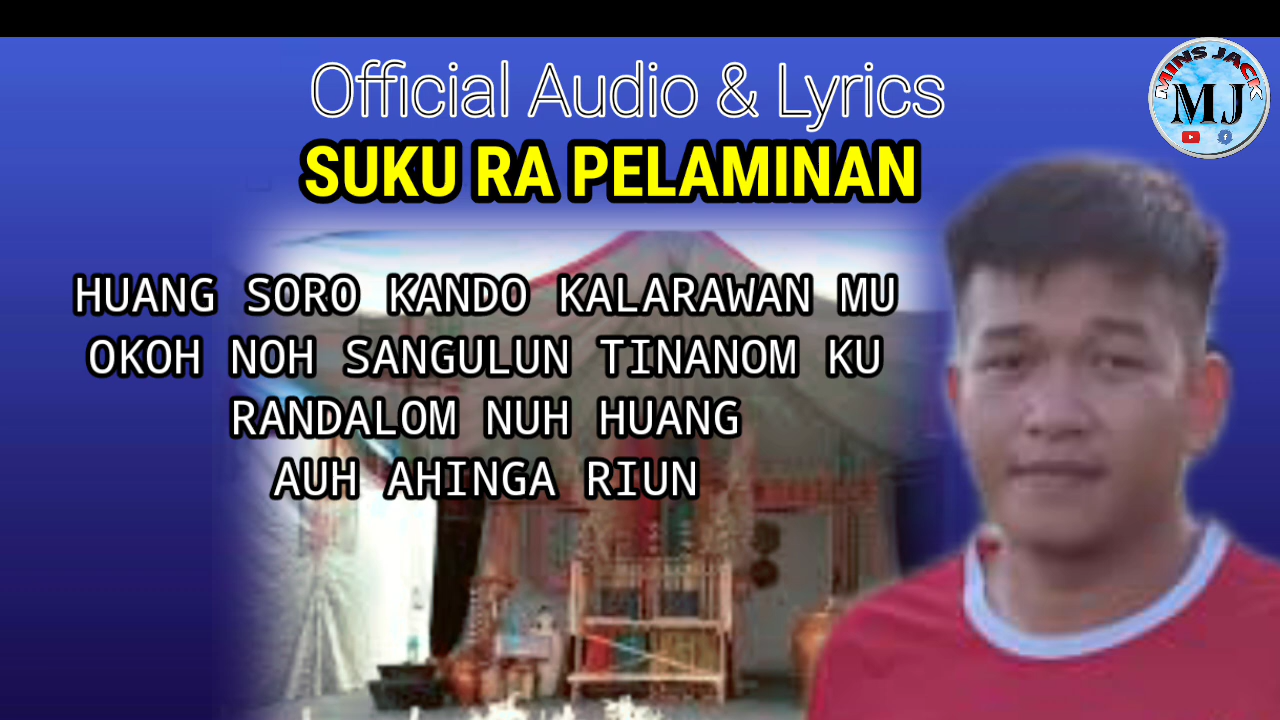 Official Audio & Lyrics
MINS JACK
MJ
SUKU RA PELAMINAN
HUANG SORO KANDO KALARAWAN MU
OKOH NOH SANGULUN TINANOM KU
RANDALOM NUH HUANG
AUH AHINGA RIUN